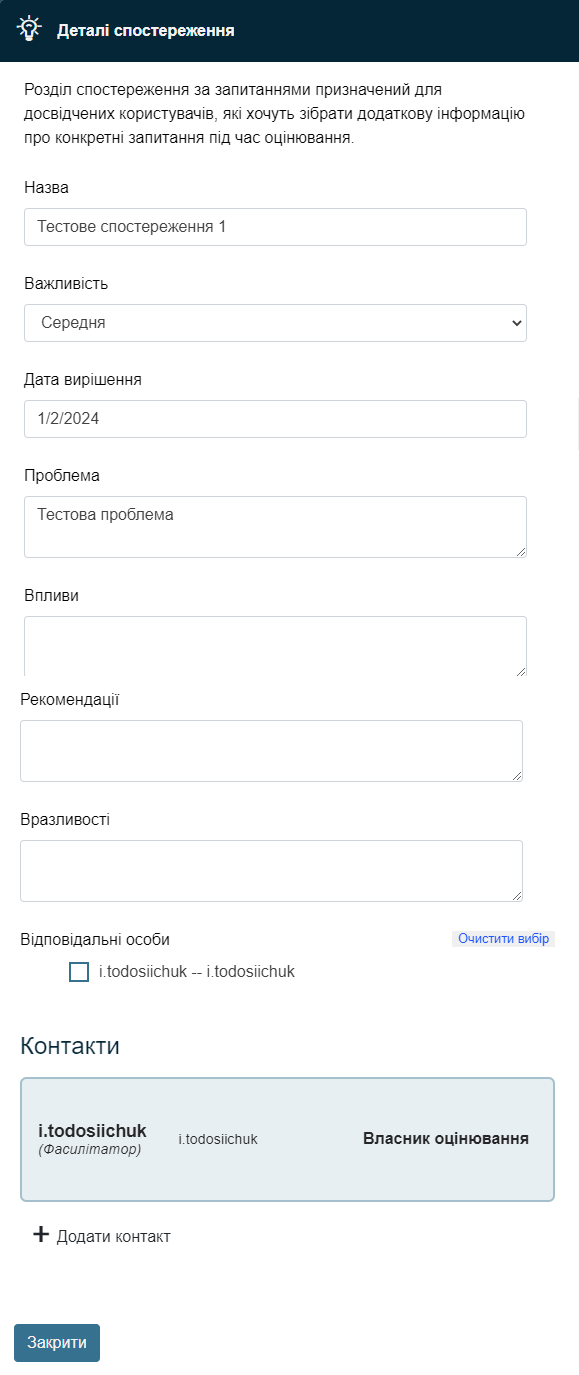 Деталі спостереження
Розділ спостереження за запитаннями призначений для
досвідчених користувачів, які хочуть зібрати додаткову інформацію
про конкретні запитання під час оцінювання.
Назва
Тестове спостереження 1
Важливість
Середня
Дата вирішення
1/2/2024
Проблема
Тестова проблема
Впливи
Рекомендації
Вразливості
Відповідальні особи Очистити вибір
i.todosiichuk -- i.todosiichuk
Контакти
i.todosiichuk i.todosiichuk Власник оцінювання
(Фасилітатор)
+ Додати контакт
Закрити